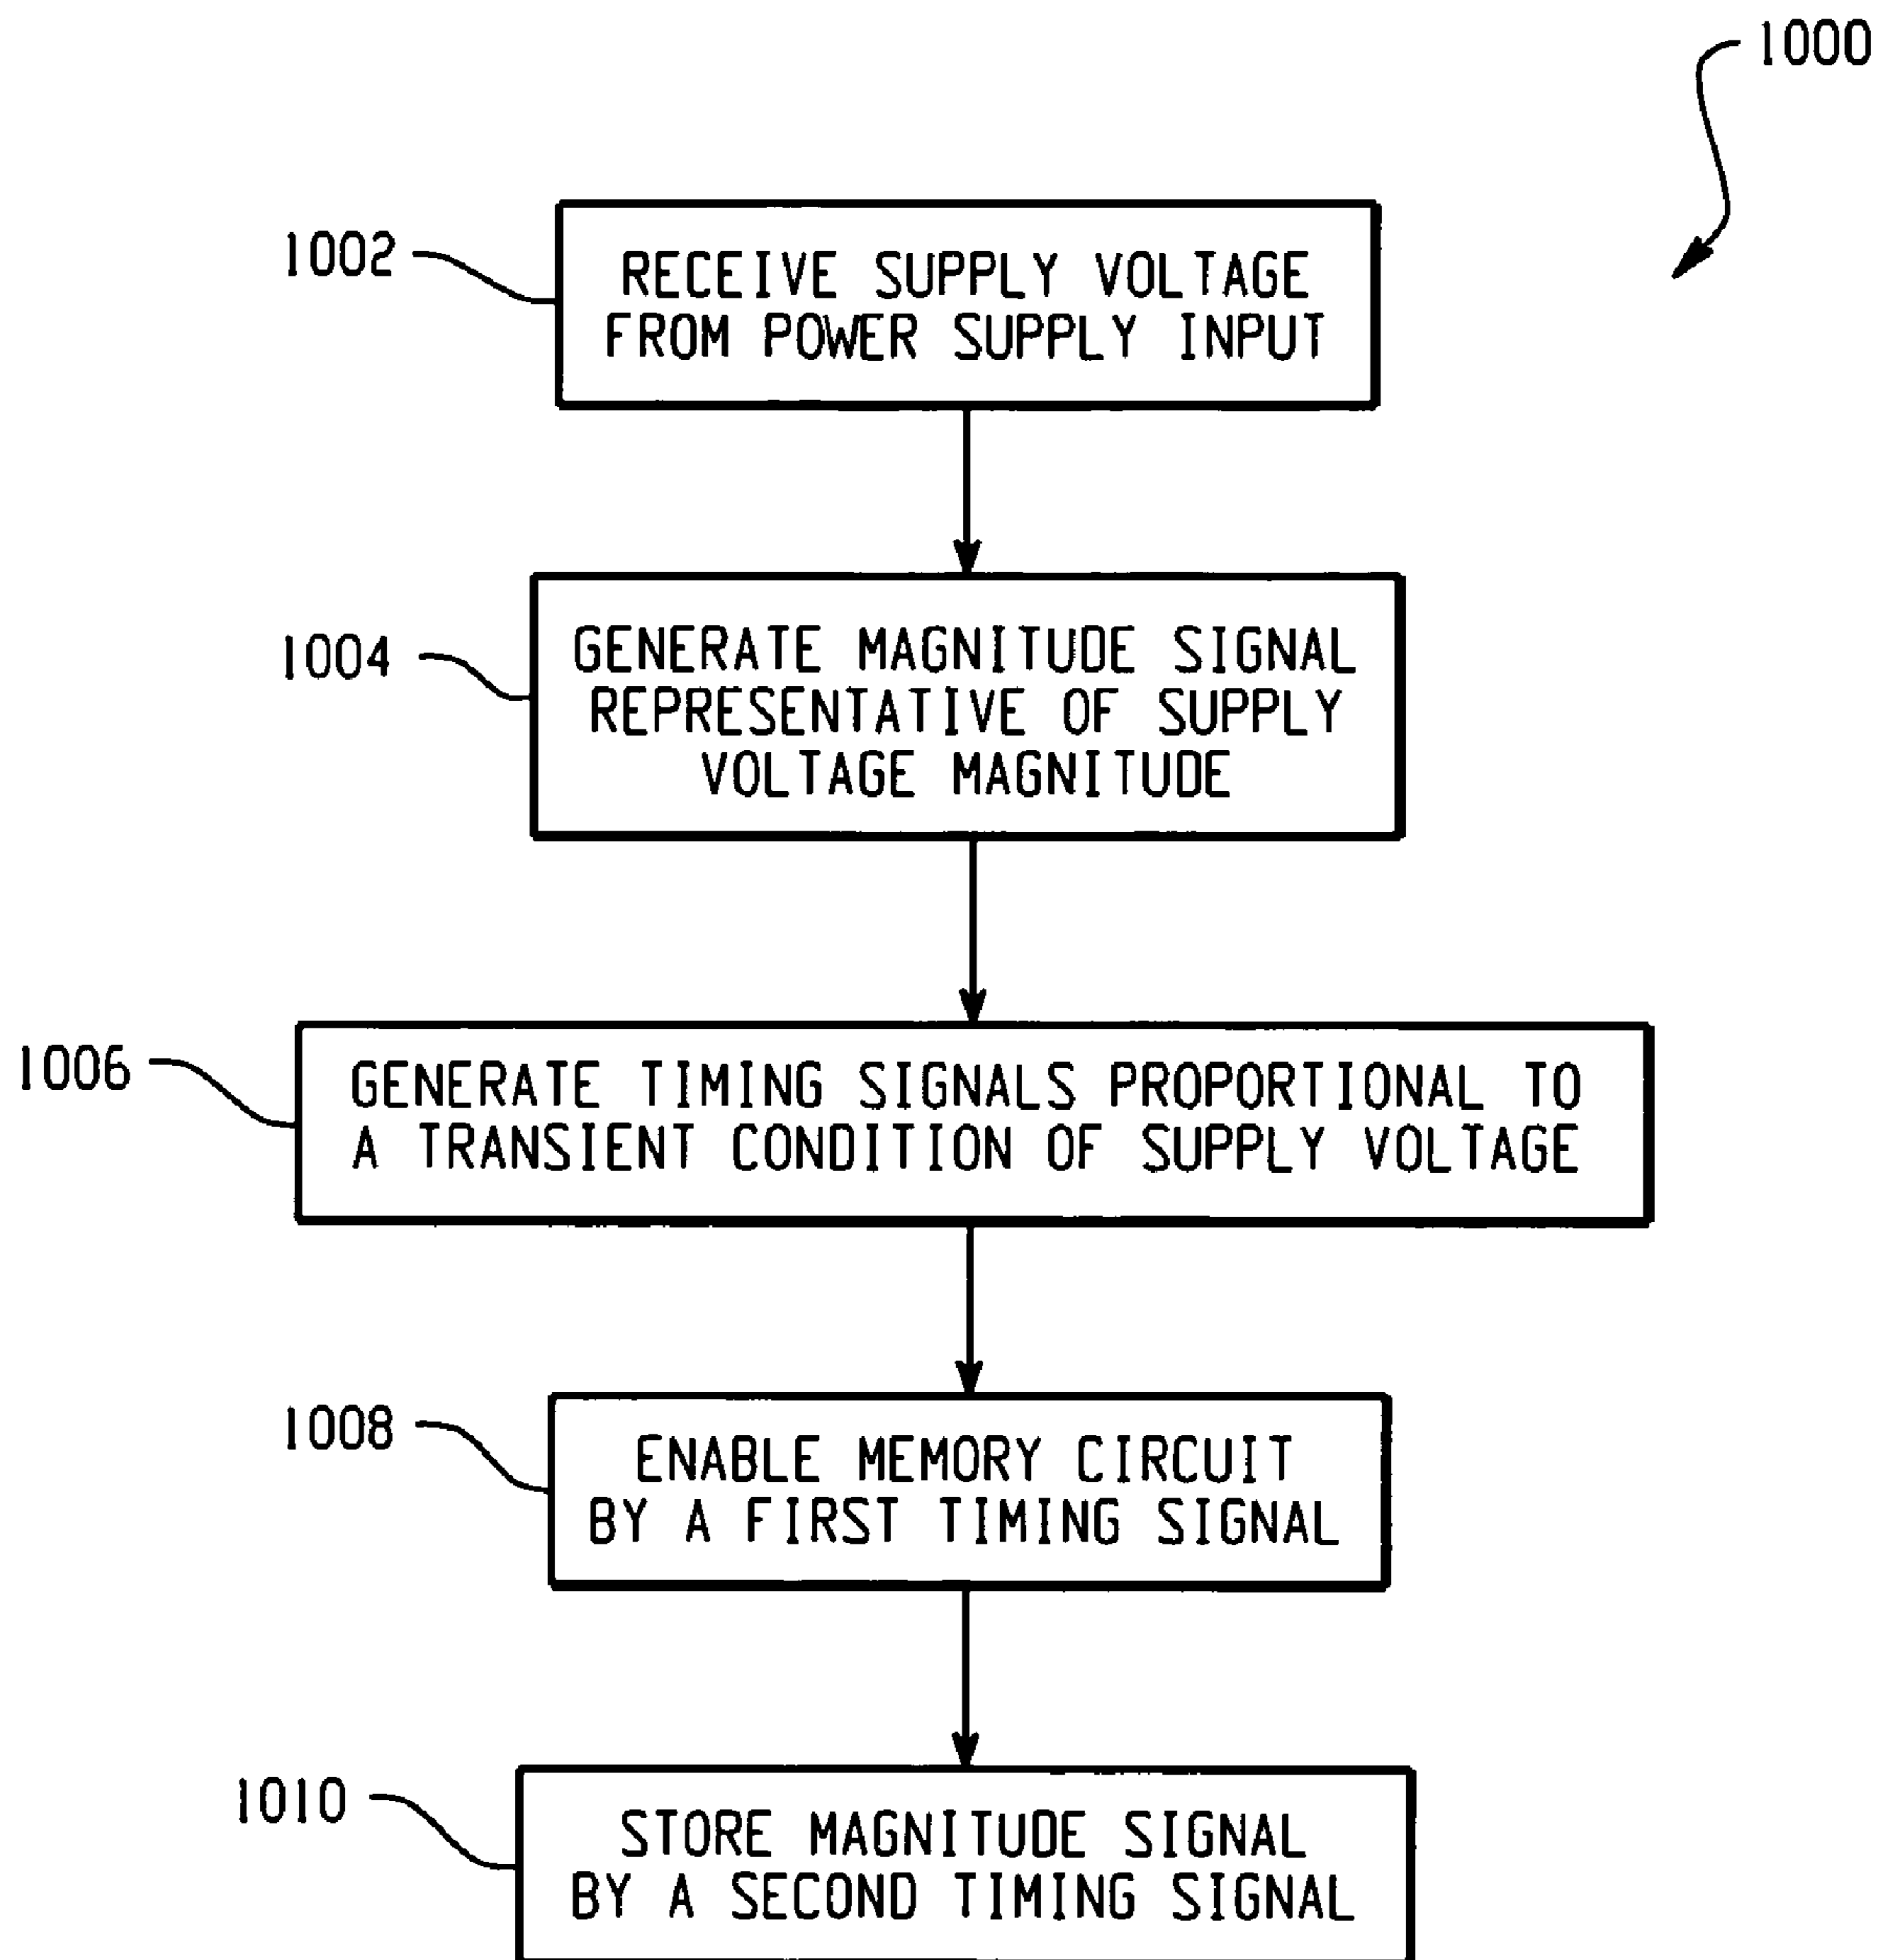 1000
1002
RECEIVE SUPPLY VOLTAGE
FROM POWER SUPPLY INPUT
1004
GENERATE MAGNITUDE SIGNAL
REPRESENTATIVE OF SUPPLY
VOLTAGE MAGNITUDE
1006
GENERATE TIMING SIGNALS PROPORTIONAL TO
A TRANSIENT CONDITION OF SUPPLY VOLTAGE
1008
ENABLE MEMORY CIRCUIT
BY A FIRST TIMING SIGNAL
1010
STORE MAGNITUDE SIGNAL
BY A SECOND TIMING SIGNAL